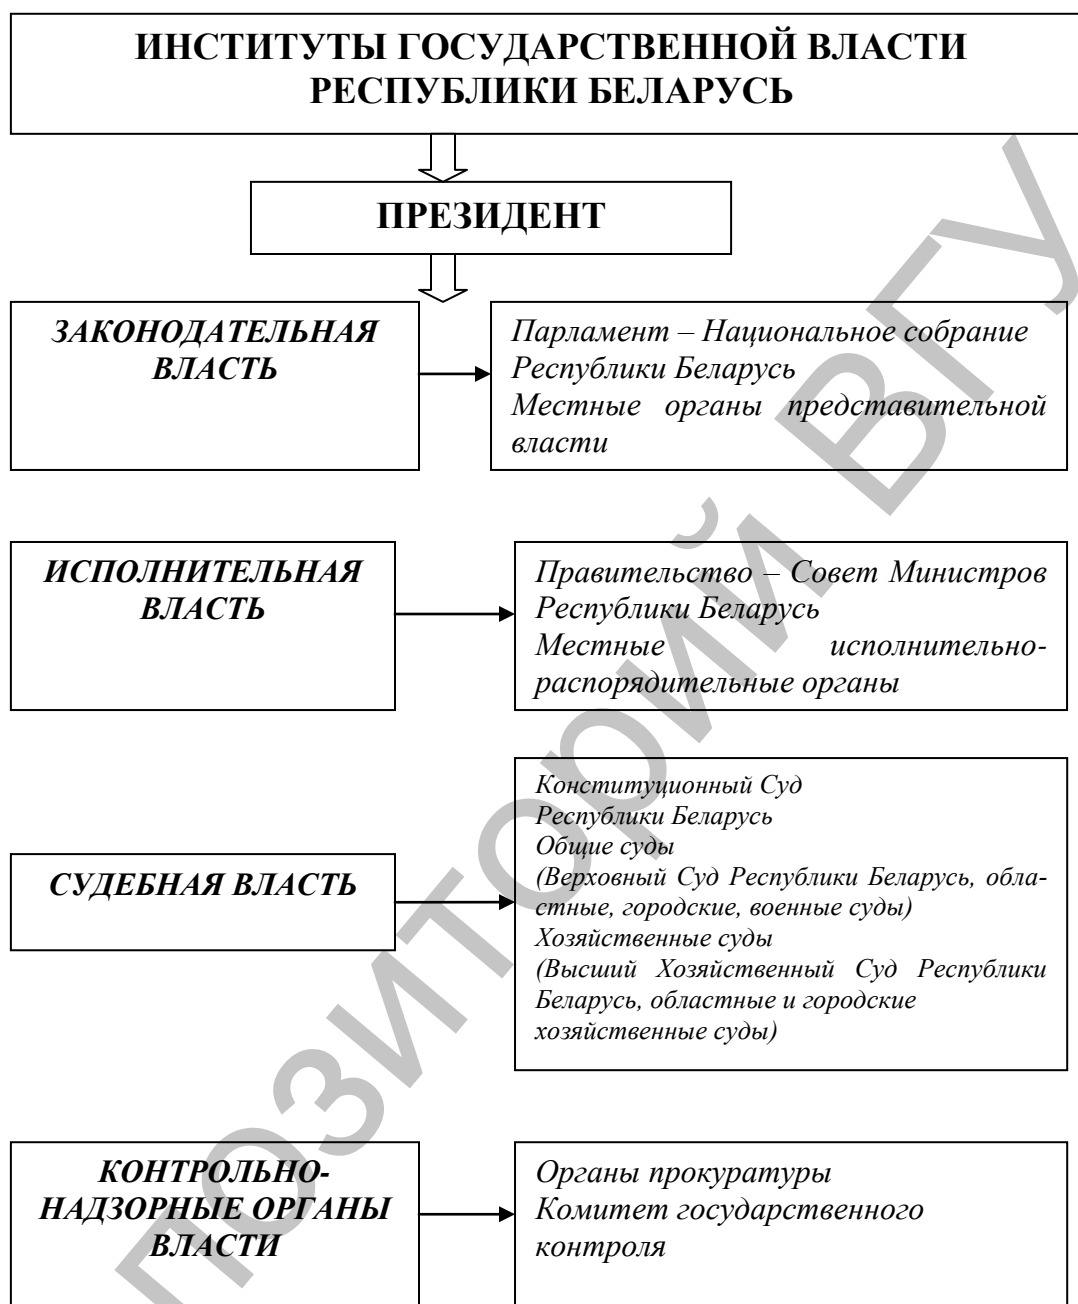 ИНСТИТУТЫ ГОСУДАРСТВЕННОЙ ВЛАСТИ
РЕСПУБЛИКИ БЕЛАРУСЬ
ПРЕЗИДЕНТ
ЗАКОНОДАТЕЛЬНАЯ
ВЛАСТЬ
Парламент – Национальное собрание
Республики Беларусь
Местные органы представительной
власти
ИСПОЛНИТЕЛЬНАЯ
ВЛАСТЬ
Правительство – Совет Министров
Республики Беларусь
Местные исполнительно-
распорядительные органы
СУДЕБНАЯ ВЛАСТЬ
Конституционный Суд
Республики Беларусь
Общие суды
(Верховный Суд Республики Беларусь, обла-
стные, городские, военные суды)
Хозяйственные суды
(Высший Хозяйственный Суд Республики
Беларусь, областные и городские
хозяйственные суды)
КОНТРОЛЬНО-
НАДЗОРНЫЕ ОРГАНЫ
ВЛАСТИ
Органы прокуратуры
Комитет государственного
контроля
позиторий ВГУ